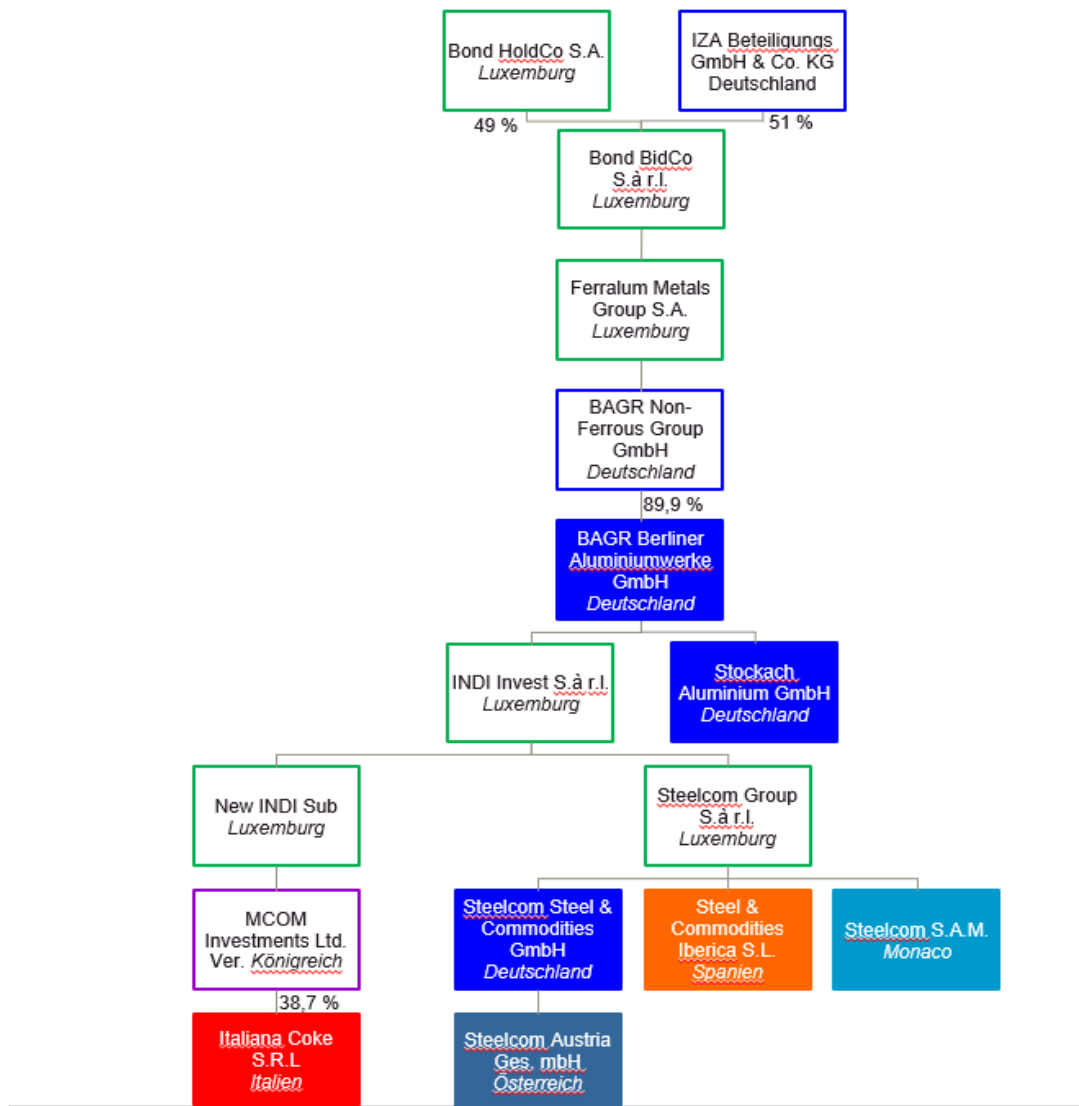 Bond HoldCo S.A.
Luxemburg
IZA Beteiligungs
GmbH & Co. KG
Deutschland
49 %
51 %
Bond BidCo
S.à r.l.
Luxemburg
Ferralum Metals
Group S.A.
Luxemburg
BAGR Non-
Ferrous Group
GmbH
Deutschland
89,9 %
BAGR Berliner
Aluminiumwerke
GmbH
Deutschland
INDI Invest S.à r.l.
Luxemburg
Stockach
Aluminium GmbH
Deutschland
New INDI Sub
Luxemburg
Steelcom Group
S.à r.l.
Luxemburg
MCOM
Investments Ltd.
Ver. Königreich
Steelcom Steel &
Commodities
GmbH
Deutschland
Steel &
Commodities
Iberica S.L.
Spanien
Steelcom S.A.M.
Monaco
38,7 %
Italiana Coke
S.R.L
Italien
Steelcom Austria
Ges. mbH
Österreich